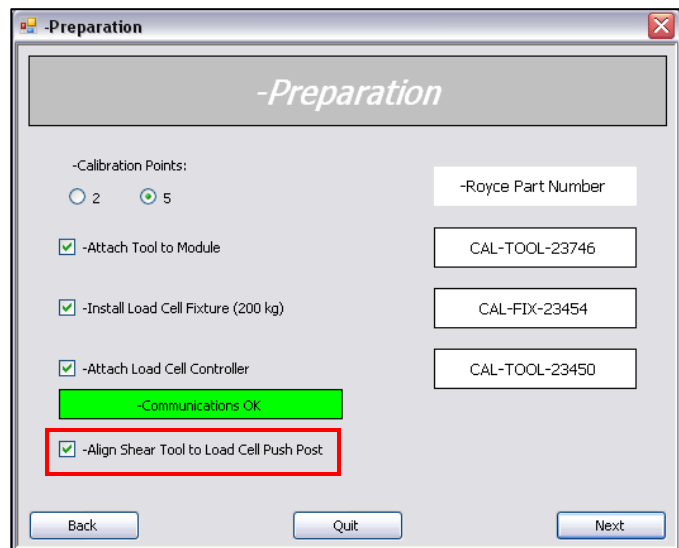 -Preparation
-Preparation
-Calibration Points:
2 5
-Royce Part Number
-Attach Tool to Module
CAL-TOOL-23746
-Install Load Cell Fixture (200 kg)
CAL-FIX-23454
-Attach Load Cell Controller
CAL-TOOL-23450
-Communications OK
-Align Shear Tool to Load Cell Push Post
Back Quit Next